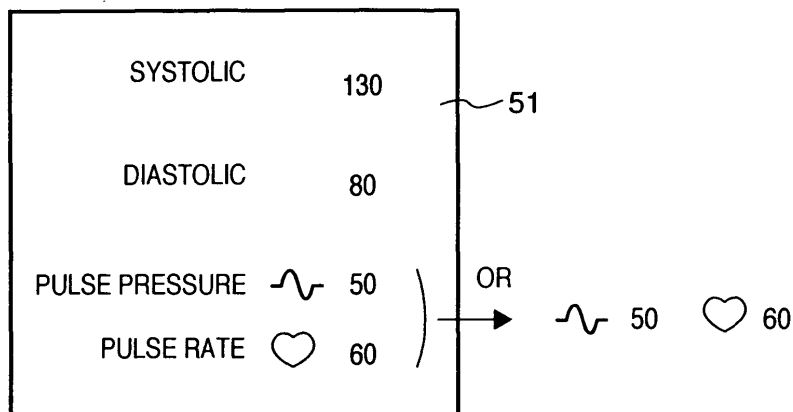 SYSTOLIC 130
51
DIASTOLIC 80
PULSE PRESSURE 50
OR
50 60
PULSE RATE 60